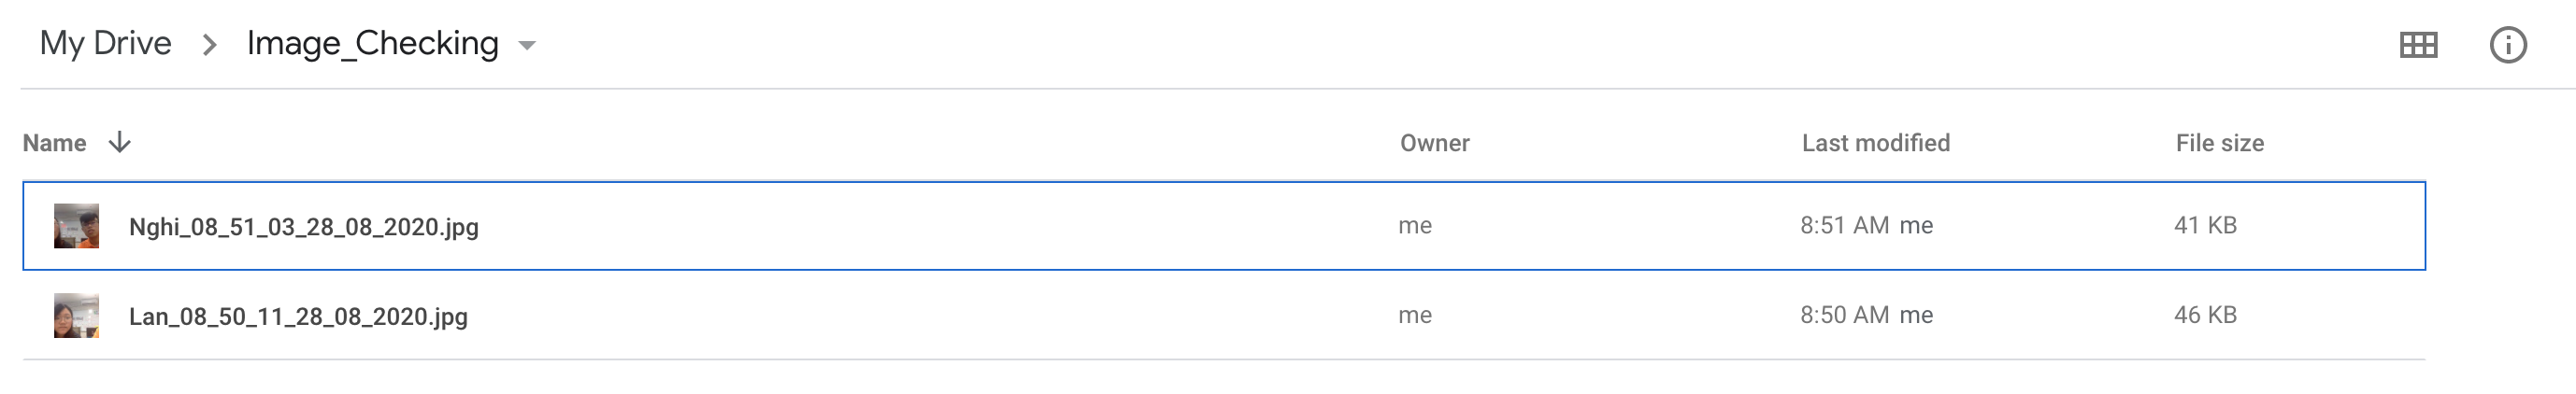 My Drive > Image_Checking
Name Owner Last modified File size
Nghi_08_51_03_28_08_2020.jpg me 8:51 AM me 41 KB
Lan_08_50_11_28_08_2020.jpg me 8:50 AM me 46 KB